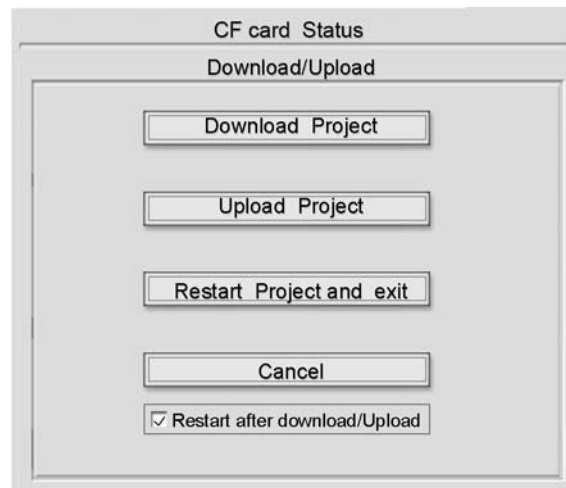 CF card Status
Download/Upload
Download Project
Upload Project
Restart Project and exit
Cancel
Restart after download/Upload